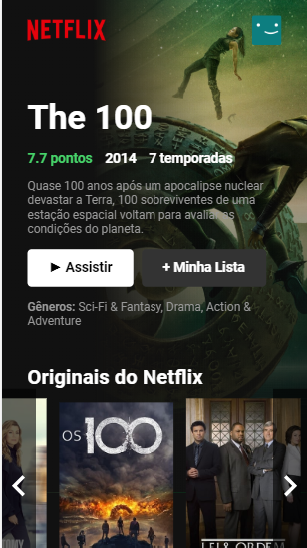 NETFLIX
The 100
7.7 pontos 2014 7 temporadas
Quase 100 anos após um apocalipse nuclear
devastar a Terra, 100 sobreviventes de uma
estação espacial voltam para avaliar as
condições do planeta.
► Assistir
+ Minha Lista
Gêneros: Sci-Fi & Fantasy, Drama, Action &
Adventure
Originais do Netflix
OS 100
LEI & ORDEM